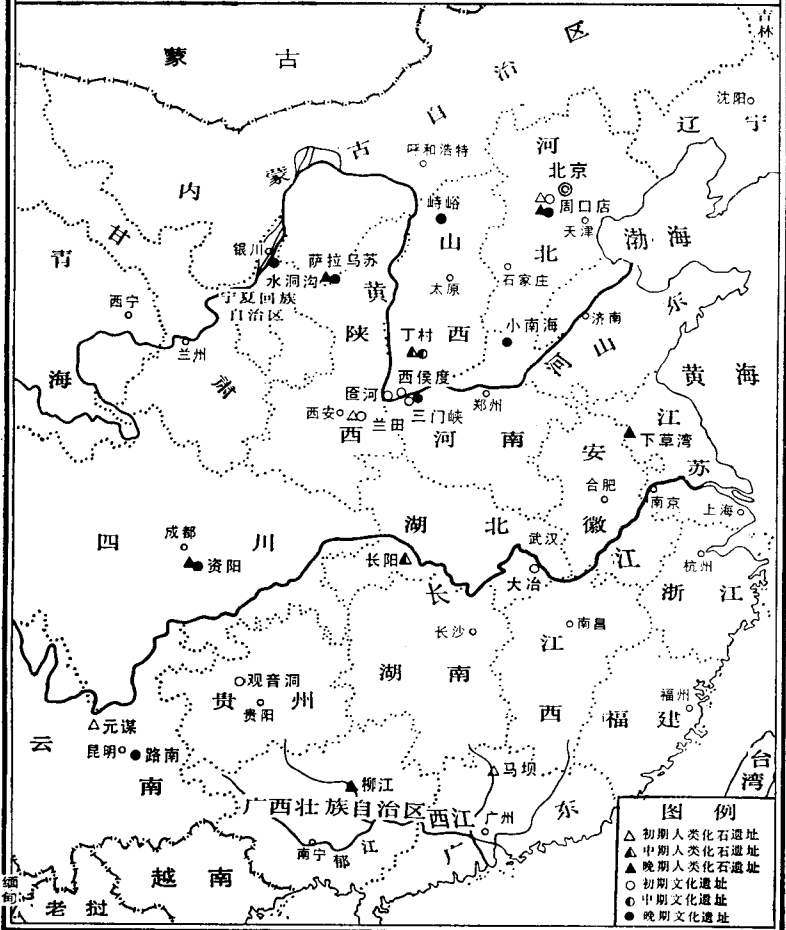 吉林
蒙古
内蒙古自治区
沈阳
辽宁
呼和浩特
河北
北京
周口店
天津
渤海
峙峪
山西
青海
甘肃
银川
萨拉乌苏
水洞沟
宁夏回族
自治区
黄河
太原
石家庄
西宁
兰州
陕西
丁村
小南海
济南
山东
黄海
匼河
西侯度
西安
兰田
三门峡
郑州
河南
安徽
江苏
下草湾
合肥
南京
上海
四川
成都
资阳
湖北
武汉
长阳
大冶
长江
杭州
浙江
长沙
南昌
江西
湖南
观音洞
贵州
贵阳
福州
福建
元谋
昆明
路南
云南
柳江
马坝
台湾
广西壮族自治区
西江
广州
广东
南宁
郁江
越南
缅甸
老挝
图例
初期人类化石遗址
中期人类化石遗址
晚期人类化石遗址
初期文化遗址
中期文化遗址
晚期文化遗址